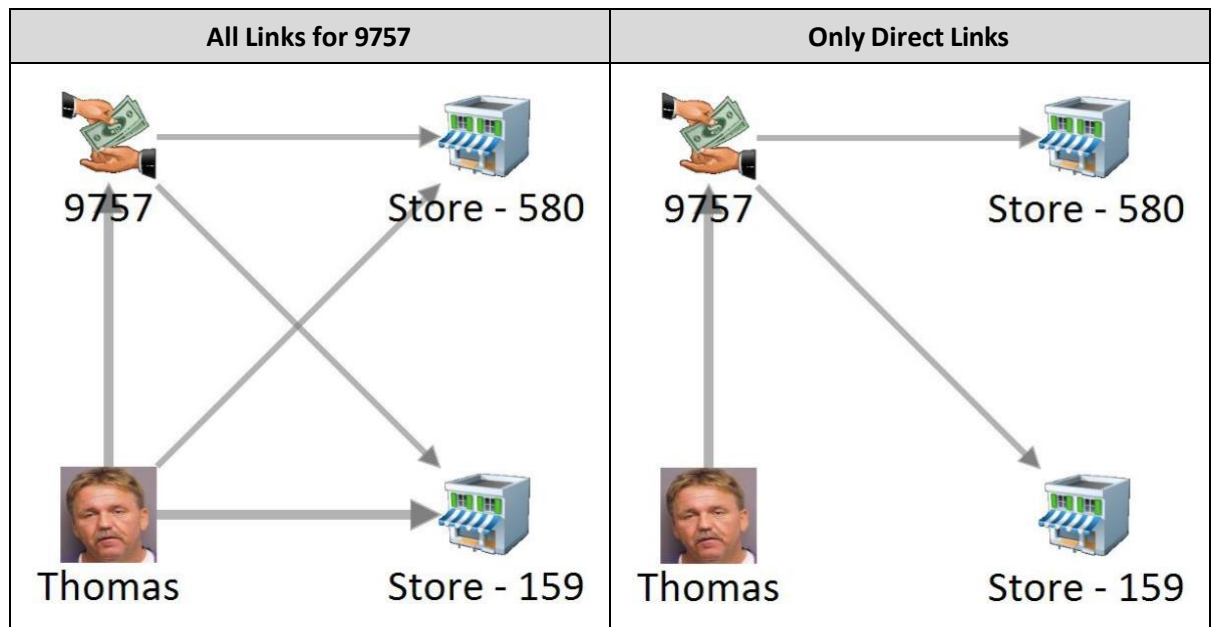 All Links for 9757
Only Direct Links
9757
Store - 580
Thomas
Store - 159
9757
Store - 580
Thomas
Store - 159